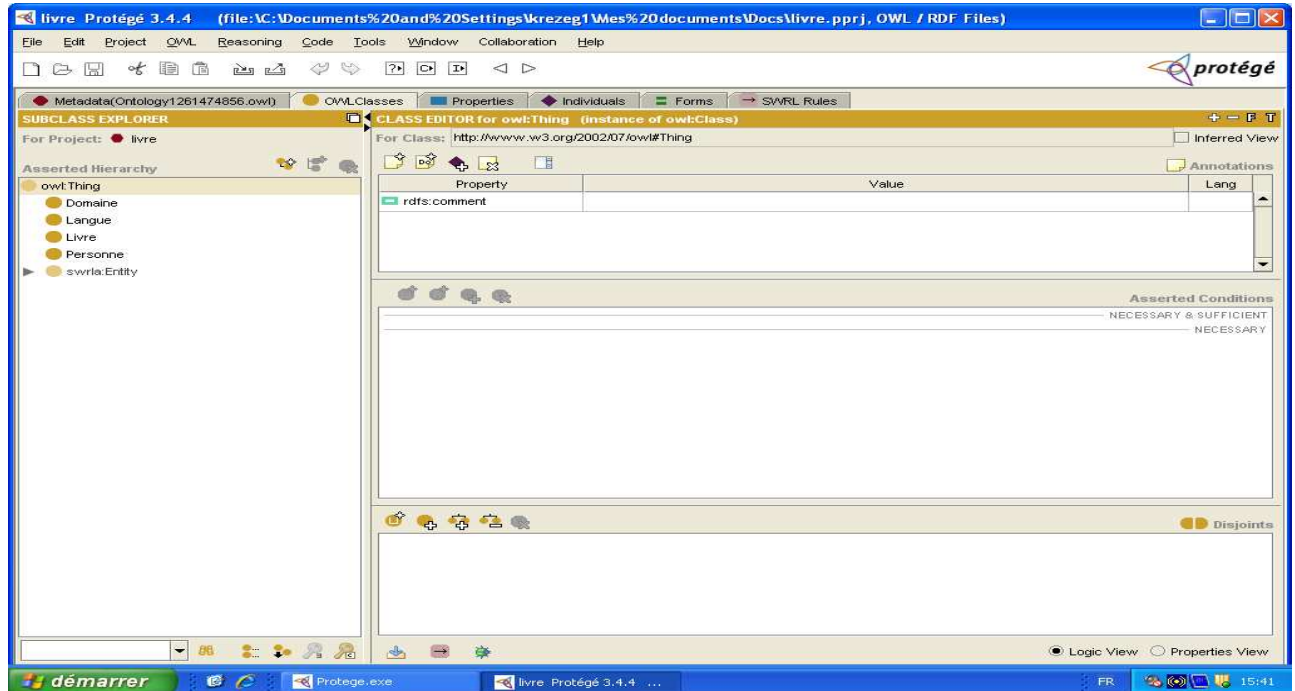 livre Protégé 3.4.4 (file:\C:\Documents%20and%20Settings\krezeg1\Mes%20documents\Docs\livre.pprj, OWL / RDF Files)
File Edit Project OWL Reasoning Code Tools Window Collaboration Help
protégé
Metadata(Ontology1261474856.owl) OWLClasses Properties Individuals Forms SWRL Rules
SUBCLASS EXPLORER
For Project: livre
Asserted Hierarchy
owl:Thing
Domaine
Langue
Livre
Personne
swrla:Entity
CLASS EDITOR for owl:Thing (instance of owl:Class)
For Class: http://www.w3.org/2002/07/owl#Thing
Inferred View
Annotations
Property Value Lang
rdfs:comment
Asserted Conditions
NECESSARY & SUFFICIENT
NECESSARY
Disjoints
Logic View Properties View
démarrer Protege.exe livre Protégé 3.4.4 ... FR 15:41